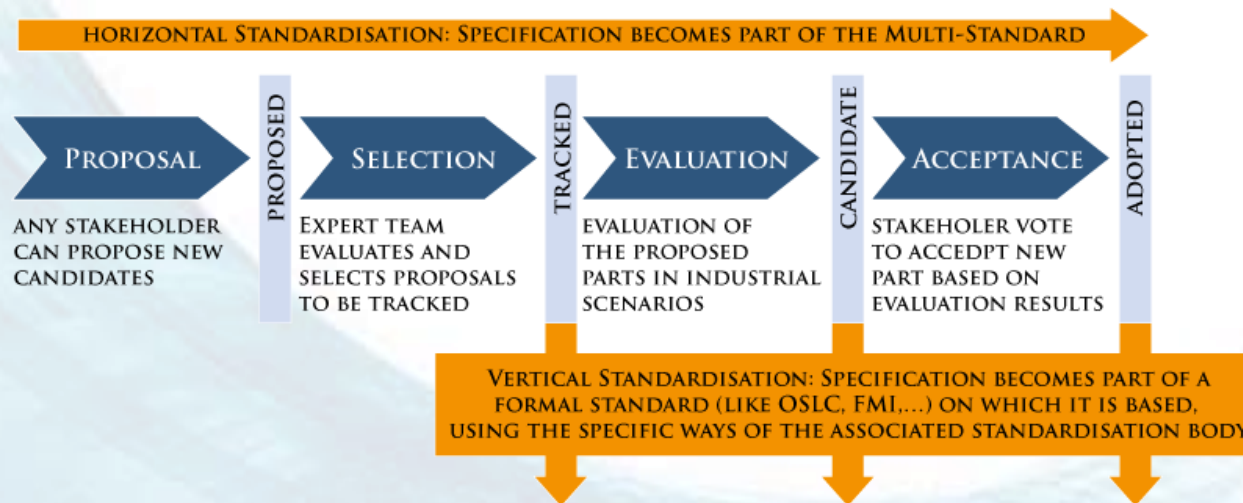 HORIZONTAL STANDARDISATION: SPECIFICATION BECOMES PART OF THE MULTI-STANDARD
PROPOSAL
PROPOSED
SELECTION
TRACKED
EVALUATION
CANDIDATE
ACCEPTANCE
ADOPTED
ANY STAKEHOLDER
CAN PROPOSE NEW
CANDIDATES
EXPERT TEAM
EVALUATES AND
SELECTS PROPOSALS
TO BE TRACKED
EVALUATION OF
THE PROPOSED
PARTS IN INDUSTRIAL
SCENARIOS
STAKEHOLER VOTE
TO ACCEDPT NEW
PART BASED ON
EVALUATION RESULTS
VERTICAL STANDARDISATION: SPECIFICATION BECOMES PART OF A
FORMAL STANDARD (LIKE OSLC, FMI,...) ON WHICH IT IS BASED,
USING THE SPECIFIC WAYS OF THE ASSOCIATED STANDARDISATION BODY